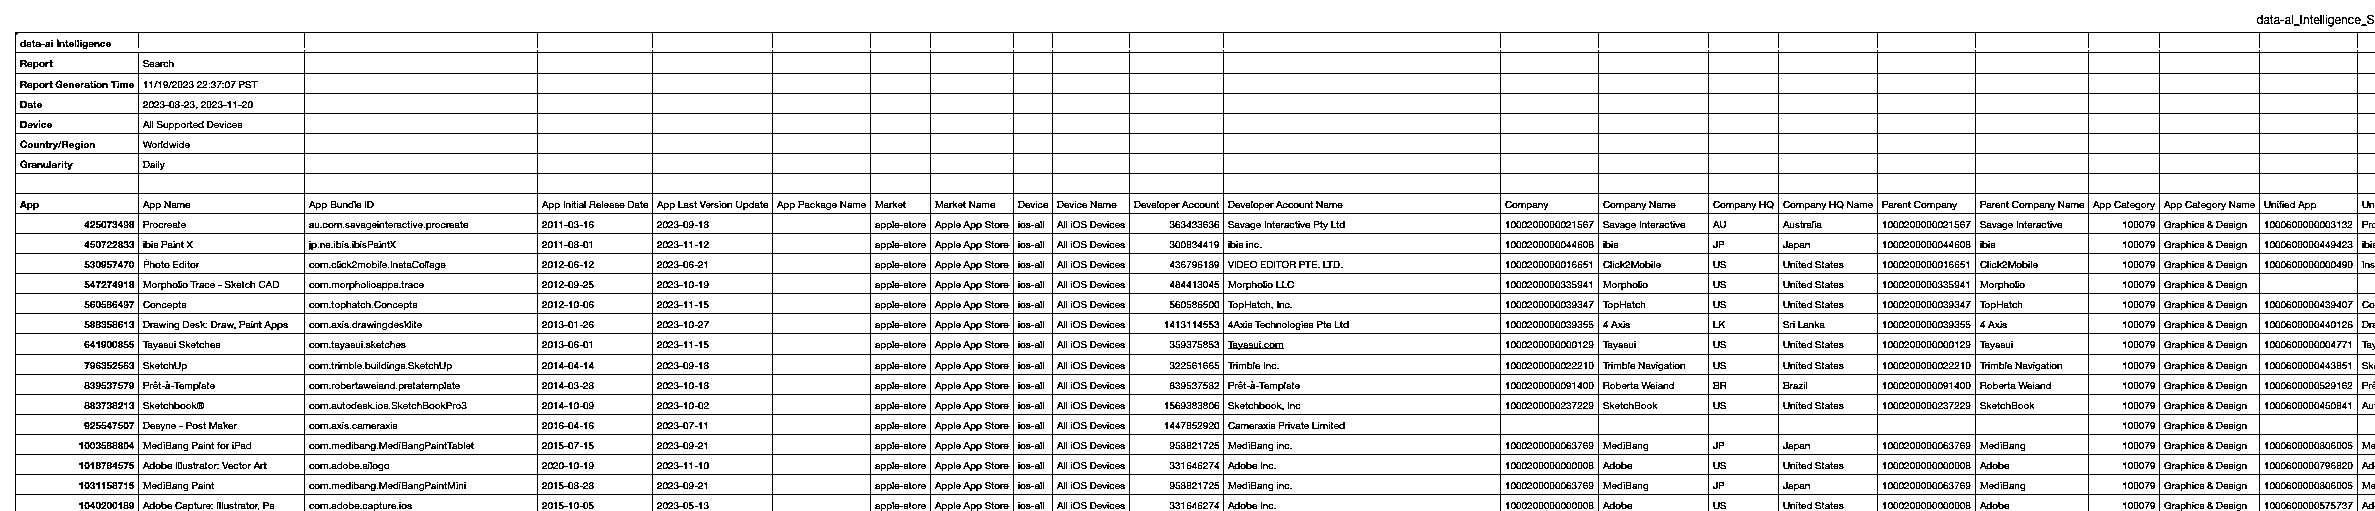 data-ai_Intelligence_S
data-ai Intelligence
Report Search
Report Generation Time 11/19/2023 22:37:07 PST
Date 2023-08-23, 2023-11-20
Device All Supported Devices
Country/Region Worldwide
Granularity Daily
App App Name App Bundle ID App Initial Release Date App Last Version Update App Package Name Market Market Name Device Device Name Developer Account Developer Account Name Company Company Name Company HQ Company HQ Name Parent Company Parent Company Name App Category App Category Name Unified App Un
425073498 Procreate au.com.savageinteractive.procreate 2011-03-16 2023-09-18 apple-store Apple App Store ios-all All iOS Devices 363433636 Savage Interactive Pty Ltd 1000200000021567 Savage Interactive AU Australia 1000200000021567 Savage Interactive 100079 Graphics & Design 1000600000003132 Pro
450722833 ibis Paint X jp.ne.ibis.ibisPaintX 2011-08-01 2023-11-12 apple-store Apple App Store ios-all All iOS Devices 300834419 ibis inc. 1000200000044608 ibis JP Japan 1000200000044608 ibis 100079 Graphics & Design 1000600000449423 ibis
530957470 Photo Editor com.click2mobile.InstaCollage 2012-06-12 2023-06-21 apple-store Apple App Store ios-all All iOS Devices 436796189 VIDEO EDITOR PTE. LTD. 1000200000016651 Click2Mobile US United States 1000200000016651 Click2Mobile 100079 Graphics & Design 1000600000000490 Ins
547274918 Morpholio Trace - Sketch CAD com.morpholioapps.trace 2012-09-25 2023-10-19 apple-store Apple App Store ios-all All iOS Devices 484413045 Morpholio LLC 1000200000335941 Morpholio US United States 1000200000335941 Morpholio 100079 Graphics & Design
560586497 Concepts com.tophatch.Concepts 2012-10-06 2023-11-15 apple-store Apple App Store ios-all All iOS Devices 560586500 TopHatch, Inc. 1000200000039347 TopHatch US United States 1000200000039347 TopHatch 100079 Graphics & Design 1000600000439407 Co
588358613 Drawing Desk: Draw, Paint Apps com.axis.drawingdesklite 2013-01-26 2023-10-27 apple-store Apple App Store ios-all All iOS Devices 1413114553 4Axis Technologies Pte Ltd 1000200000039355 4 Axis LK Sri Lanka 1000200000039355 4 Axis 100079 Graphics & Design 1000600000440126 Dra
641900855 Tayasui Sketches com.tayasui.sketches 2013-06-01 2023-11-15 apple-store Apple App Store ios-all All iOS Devices 359375853 Tayasui.com 1000200000000129 Tayasui US United States 1000200000000129 Tayasui 100079 Graphics & Design 1000600000004771 Tay
796352563 SketchUp com.trimble.buildings.SketchUp 2014-04-14 2023-09-18 apple-store Apple App Store ios-all All iOS Devices 322561665 Trimble Inc. 1000200000022210 Trimble Navigation US United States 1000200000022210 Trimble Navigation 100079 Graphics & Design 1000600000443851 Ske
839537579 Prêt-à-Template com.robertaweiand.pretatemplate 2014-03-28 2023-10-18 apple-store Apple App Store ios-all All iOS Devices 839537582 Prêt-à-Template 1000200000091400 Roberta Weiand BR Brazil 1000200000091400 Roberta Weiand 100079 Graphics & Design 1000600000529162 Prê
883738213 Sketchbook® com.autodesk.ios.SketchBookPro3 2014-10-09 2023-10-02 apple-store Apple App Store ios-all All iOS Devices 1569383806 Sketchbook, Inc 1000200000237229 SketchBook US United States 1000200000237229 SketchBook 100079 Graphics & Design 1000600000450841 Aut
925547507 Desyne - Post Maker com.axis.cameraxis 2016-04-16 2023-07-11 apple-store Apple App Store ios-all All iOS Devices 1447852920 Cameraxis Private Limited 100079 Graphics & Design
1003588804 MediBang Paint for iPad com.medibang.MediBangPaintTablet 2015-07-15 2023-09-21 apple-store Apple App Store ios-all All iOS Devices 958821725 MediBang inc. 1000200000063769 MediBang JP Japan 1000200000063769 MediBang 100079 Graphics & Design 1000600000806005 Me
1018784575 Adobe Illustrator: Vector Art com.adobe.ailogo 2020-10-19 2023-11-10 apple-store Apple App Store ios-all All iOS Devices 331646274 Adobe Inc. 1000200000000008 Adobe US United States 1000200000000008 Adobe 100079 Graphics & Design 1000600000796820 Ad
1031158715 MediBang Paint com.medibang.MediBangPaintMini 2015-08-28 2023-09-21 apple-store Apple App Store ios-all All iOS Devices 958821725 MediBang inc. 1000200000063769 MediBang JP Japan 1000200000063769 MediBang 100079 Graphics & Design 1000600000806005 Me
1040200189 Adobe Capture: Illustrator, Ps com.adobe.capture.ios 2015-10-05 2023-05-13 apple-store Apple App Store ios-all All iOS Devices 331646274 Adobe Inc. 1000200000000008 Adobe US United States 1000200000000008 Adobe 100079 Graphics & Design 1000600000575737 Ad